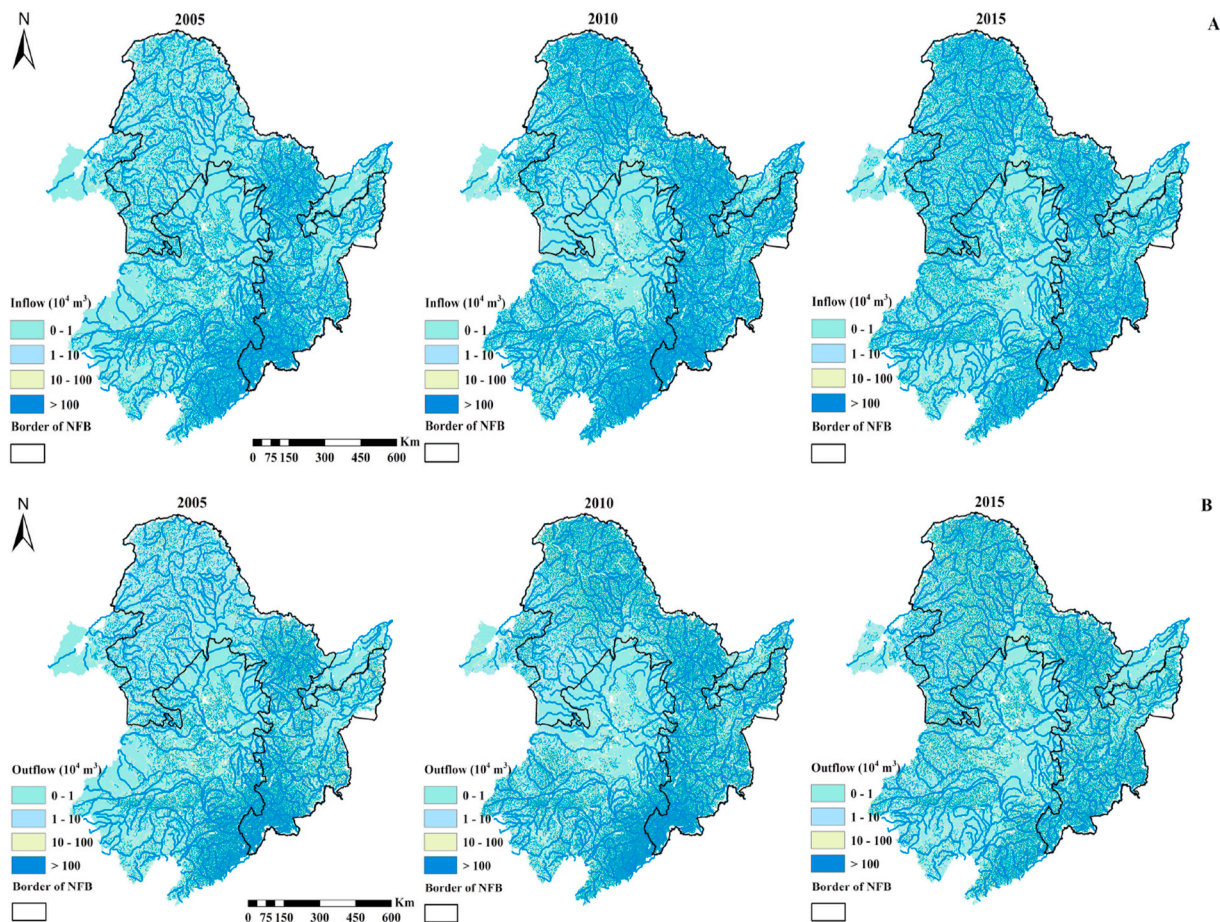 N
2005
2010
2015
A
Inflow (10⁴ m³)
0 - 1
1 - 10
10 - 100
> 100
Border of NFB
Km
0 75 150 300 450 600
Inflow (10⁴ m³)
0 - 1
1 - 10
10 - 100
> 100
Border of NFB
Inflow (10⁴ m³)
0 - 1
1 - 10
10 - 100
> 100
Border of NFB
N
2005
2010
2015
B
Outflow (10⁴ m³)
0 - 1
1 - 10
10 - 100
> 100
Border of NFB
Km
0 75 150 300 450 600
Outflow (10⁴ m³)
0 - 1
1 - 10
10 - 100
> 100
Border of NFB
Outflow (10⁴ m³)
0 - 1
1 - 10
10 - 100
> 100
Border of NFB